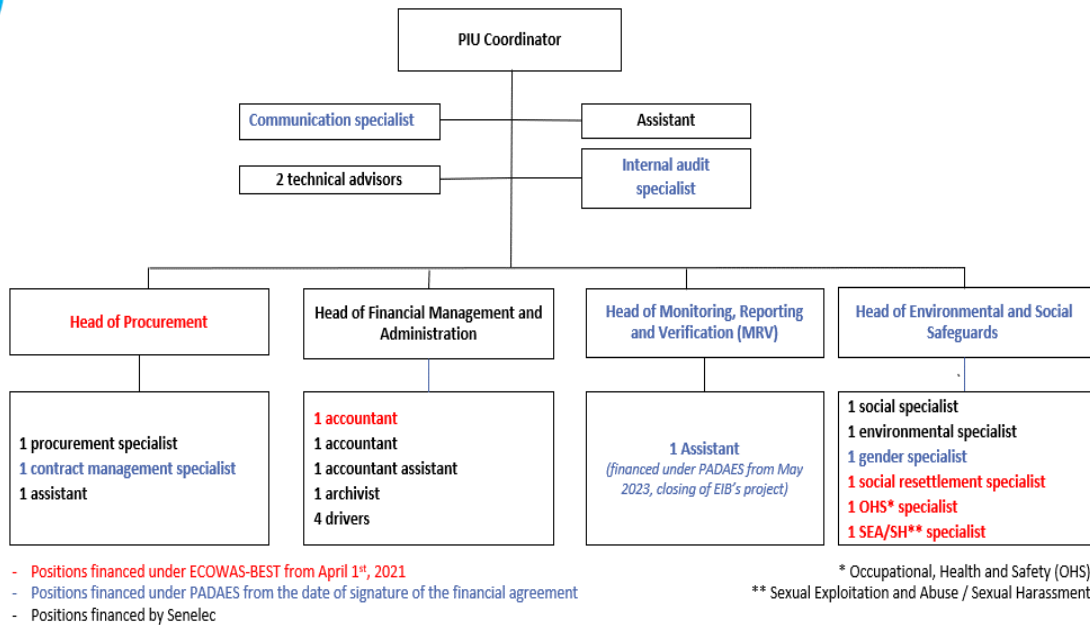 PIU Coordinator
Communication specialist
Assistant
2 technical advisors
Internal audit
specialist
Head of Procurement
Head of Financial Management and
Administration
Head of Monitoring, Reporting
and Verification (MRV)
Head of Environmental and Social
Safeguards
1 procurement specialist
1 contract management specialist
1 assistant
1 accountant
1 accountant
1 accountant assistant
1 archivist
4 drivers
1 Assistant
(financed under PADAES from May
2023, closing of EIB's project)
1 social specialist
1 environmental specialist
1 gender specialist
1 social resettlement specialist
1 OHS* specialist
1 SEA/SH** specialist
- Positions financed under ECOWAS-BEST from April 1st, 2021
- Positions financed under PADAES from the date of signature of the financial agreement
- Positions financed by Senelec
* Occupational, Health and Safety (OHS)
** Sexual Exploitation and Abuse / Sexual Harassment